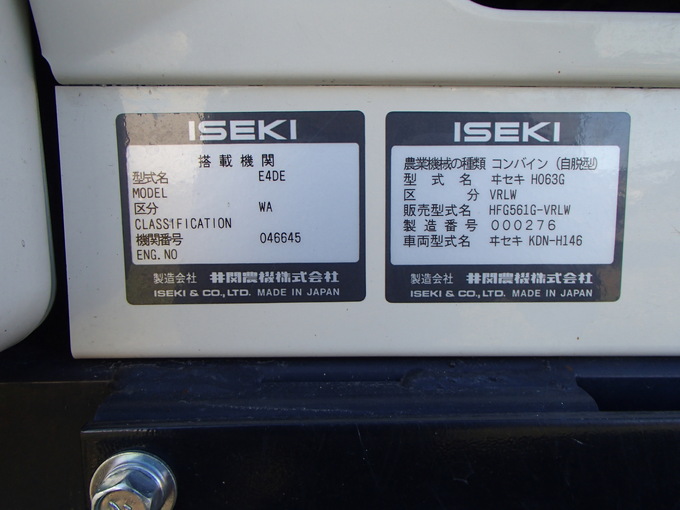 ISEKI
搭載機関
型式名 E4DE
MODEL
区分 WA
CLASSIFICATION
機関番号 046645
ENG.NO
製造会社 井関農機株式会社
ISEKI & CO., LTD. MADE IN JAPAN
ISEKI
農業機械の種類 コンバイン (自脱型)
型式名 ヰセキ H063G
区分 VRLW
販売型式名 HFG561G-VRLW
製造番号 000276
車両型式名 ヰセキ KDN-H146
製造会社 井関農機株式会社
ISEKI & CO., LTD. MADE IN JAPAN